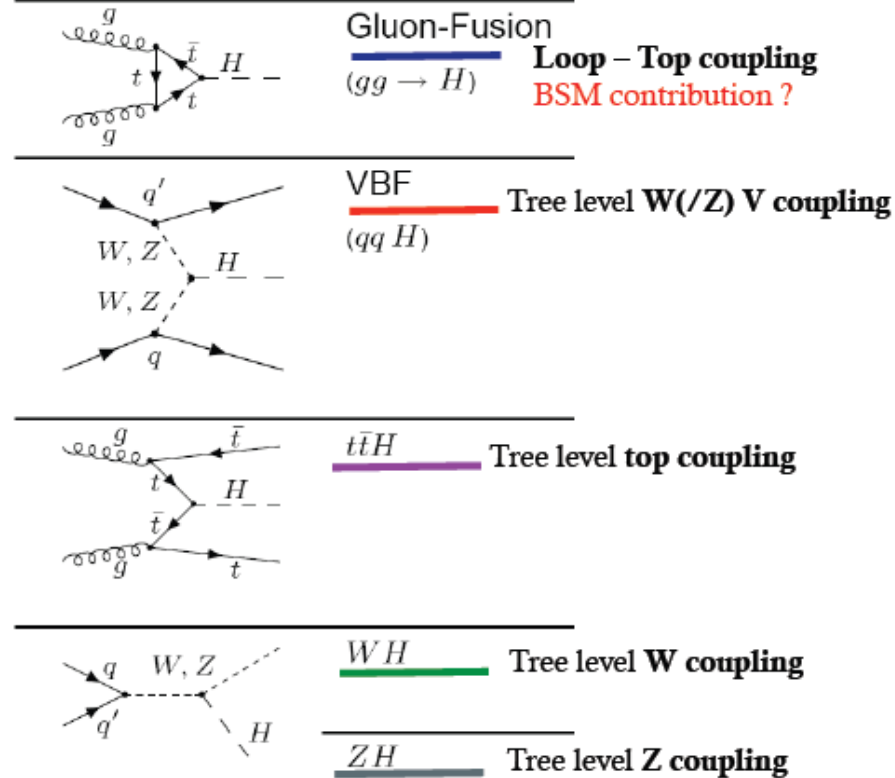 g
t̄
H
t
t
g
Gluon-Fusion
(gg → H)
Loop – Top coupling
BSM contribution ?
q′
W, Z
H
W, Z
q
VBF
(qq H)
Tree level W(/Z) V coupling
g
t̄
t
H
t̄
g
t
tt̄H
Tree level top coupling
q
W, Z
q′
H
WH
Tree level W coupling
ZH
Tree level Z coupling